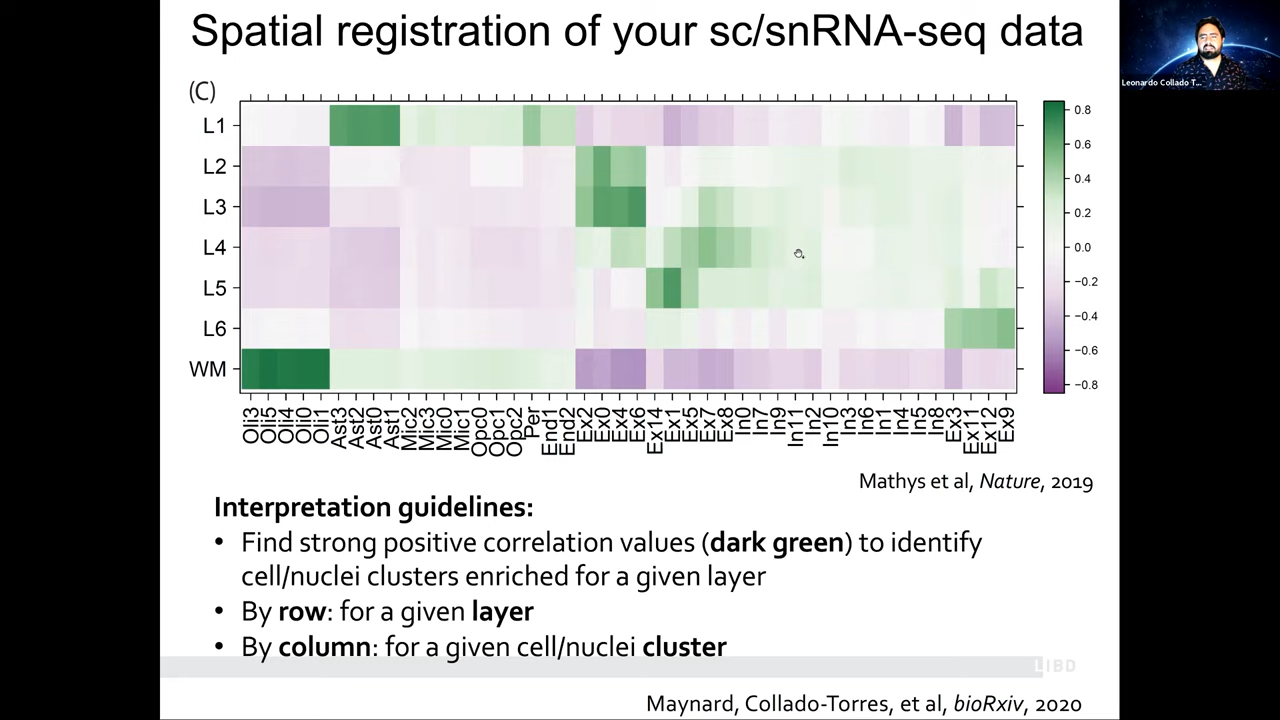 Spatial registration of your sc/snRNA-seq data
Leonardo Collado T...
(C)
L1
L2
L3
L4
L5
L6
WM
0.8
0.6
0.4
0.2
0.0
−0.2
−0.4
−0.6
−0.8
Oli3
Oli5
Oli4
Oli0
Oli1
Ast3
Ast2
Ast0
Ast1
Mic2
Mic3
Mic0
Mic1
Opc0
Opc1
Opc2
Per
End1
End2
Ex2
Ex0
Ex4
Ex6
Ex14
Ex1
Ex5
Ex7
Ex8
In0
In7
In9
In11
In2
In10
In3
In6
In1
In4
In5
In8
Ex3
Ex11
Ex12
Ex9
Mathys et al, Nature, 2019
Interpretation guidelines:
• Find strong positive correlation values (dark green) to identify
cell/nuclei clusters enriched for a given layer
• By row: for a given layer
• By column: for a given cell/nuclei cluster
LIBD
Maynard, Collado-Torres, et al, bioRxiv, 2020